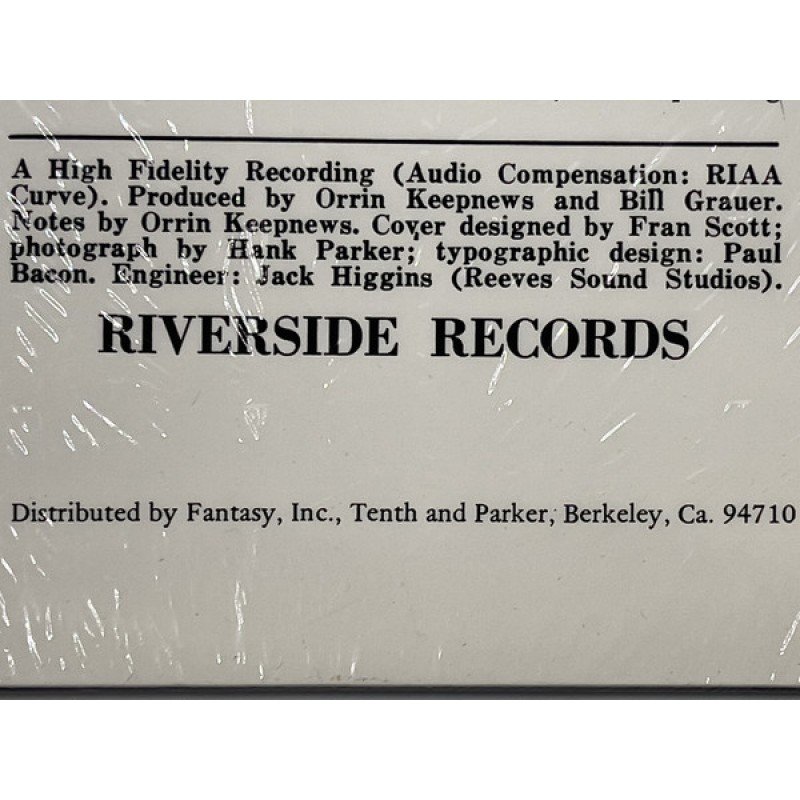 A High Fidelity Recording (Audio Compensation: RIAA
Curve). Produced by Orrin Keepnews and Bill Grauer.
Notes by Orrin Keepnews. Cover designed by Fran Scott;
photograph by Hank Parker; typographic design: Paul
Bacon. Engineer: Jack Higgins (Reeves Sound Studios).
RIVERSIDE RECORDS
Distributed by Fantasy, Inc., Tenth and Parker, Berkeley, Ca. 94710